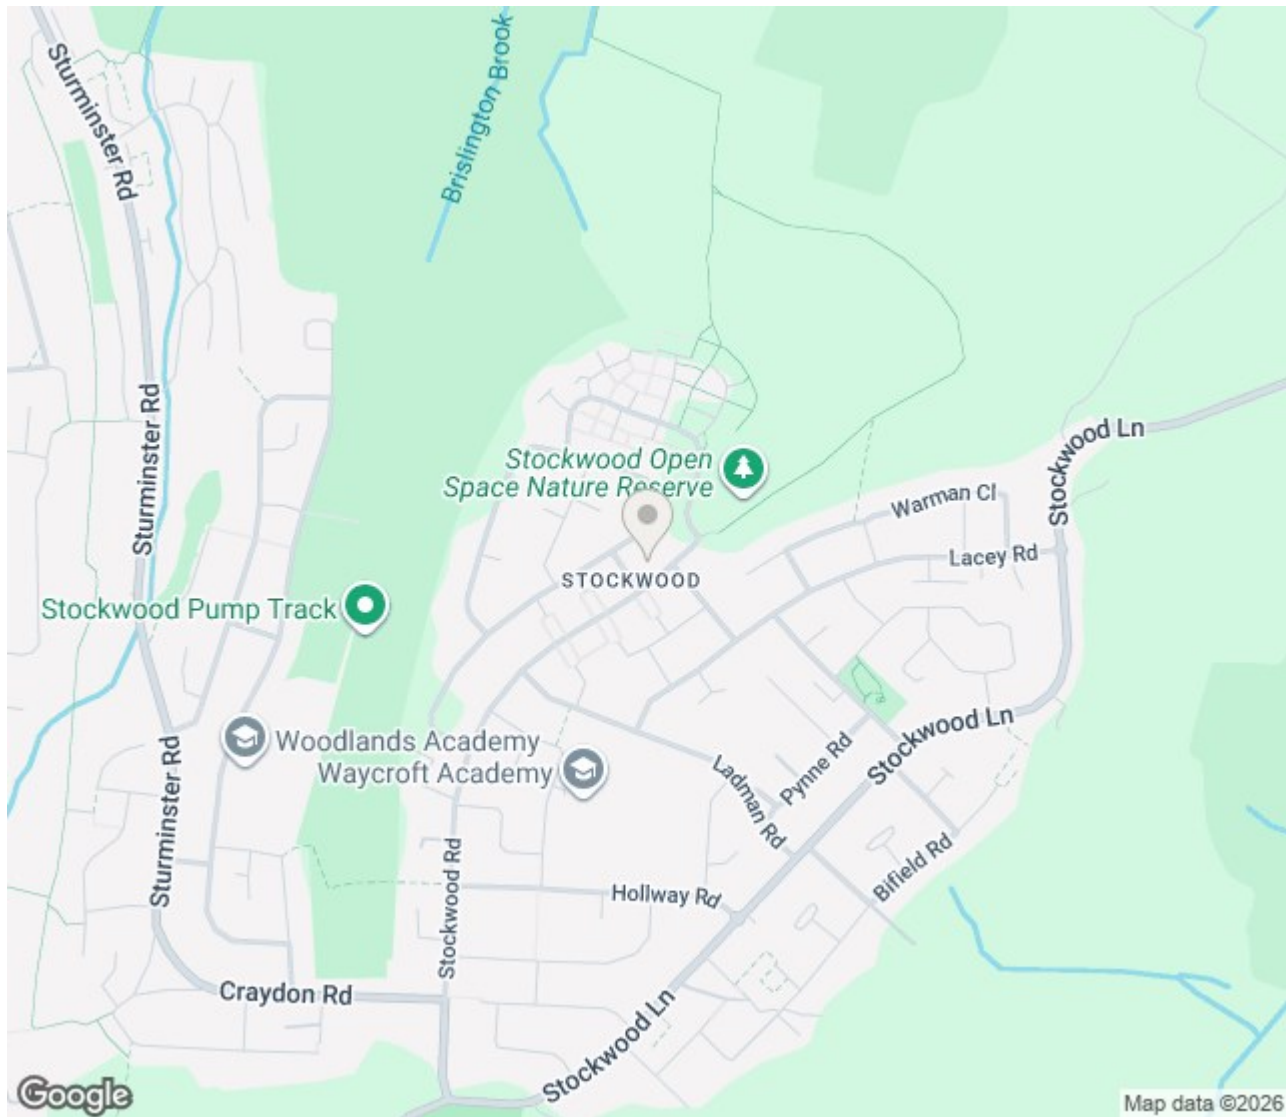 Sturminster Rd
Brislington Brook
Sturminster Rd
Stockwood Ln
Stockwood Open
Space Nature Reserve
Warman Cl
Lacey Rd
STOCKWOOD
Stockwood Pump Track
Stockwood Ln
Woodlands Academy
Waycroft Academy
Ladman Rd
Pynne Rd
Sturminster Rd
Stockwood Rd
Bifield Rd
Hollway Rd
Craydon Rd
Stockwood Ln
Google
Map data ©2026